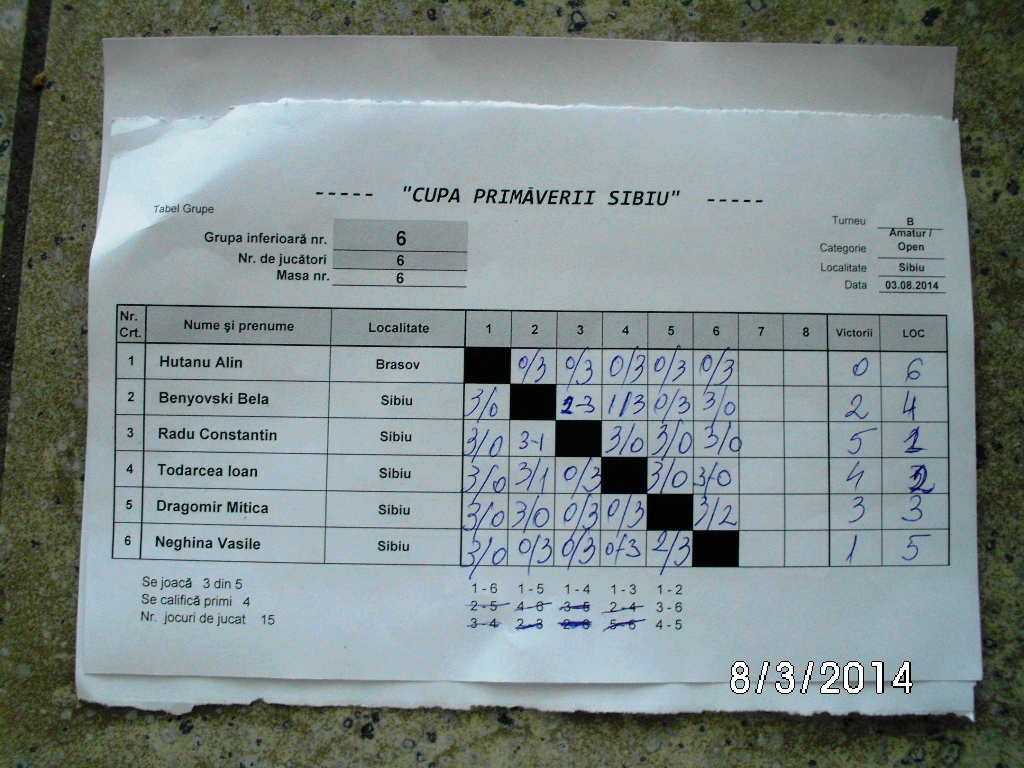 ----- "CUPA PRIMĂVERII SIBIU" -----
Tabel Grupe
Turneu B
Grupa inferioară nr. 6
Categorie Amatur / Open
Nr. de jucători 6
Localitate Sibiu
Masa nr. 6
Data 03.08.2014
Nr. Crt. Nume şi prenume Localitate 1 2 3 4 5 6 7 8 Victorii LOC
1 Hutanu Alin Brasov 0/3 0/3 0/3 0/3 0/3 0 6
2 Benyovski Bela Sibiu 3/0 1-3 1/3 0/3 3/0 2 4
3 Radu Constantin Sibiu 3/0 3-1 3/0 3/0 3/0 5 1
4 Todarcea Ioan Sibiu 3/0 3/1 0/3 3/0 3/0 4 2
5 Dragomir Mitica Sibiu 3/0 3/0 0/3 0/3 3/2 3 3
6 Neghina Vasile Sibiu 3/0 0/3 0/3 0/3 2/3 1 5
Se joacă 3 din 5 1 - 6 1 - 5 1 - 4 1 - 3 1 - 2
Se califică primi 4 2 - 5 4 - 6 3 - 5 2 - 4 3 - 6
Nr. jocuri de jucat 15 3 - 4 2 - 3 2 - 6 5 - 6 4 - 5
8/3/2014